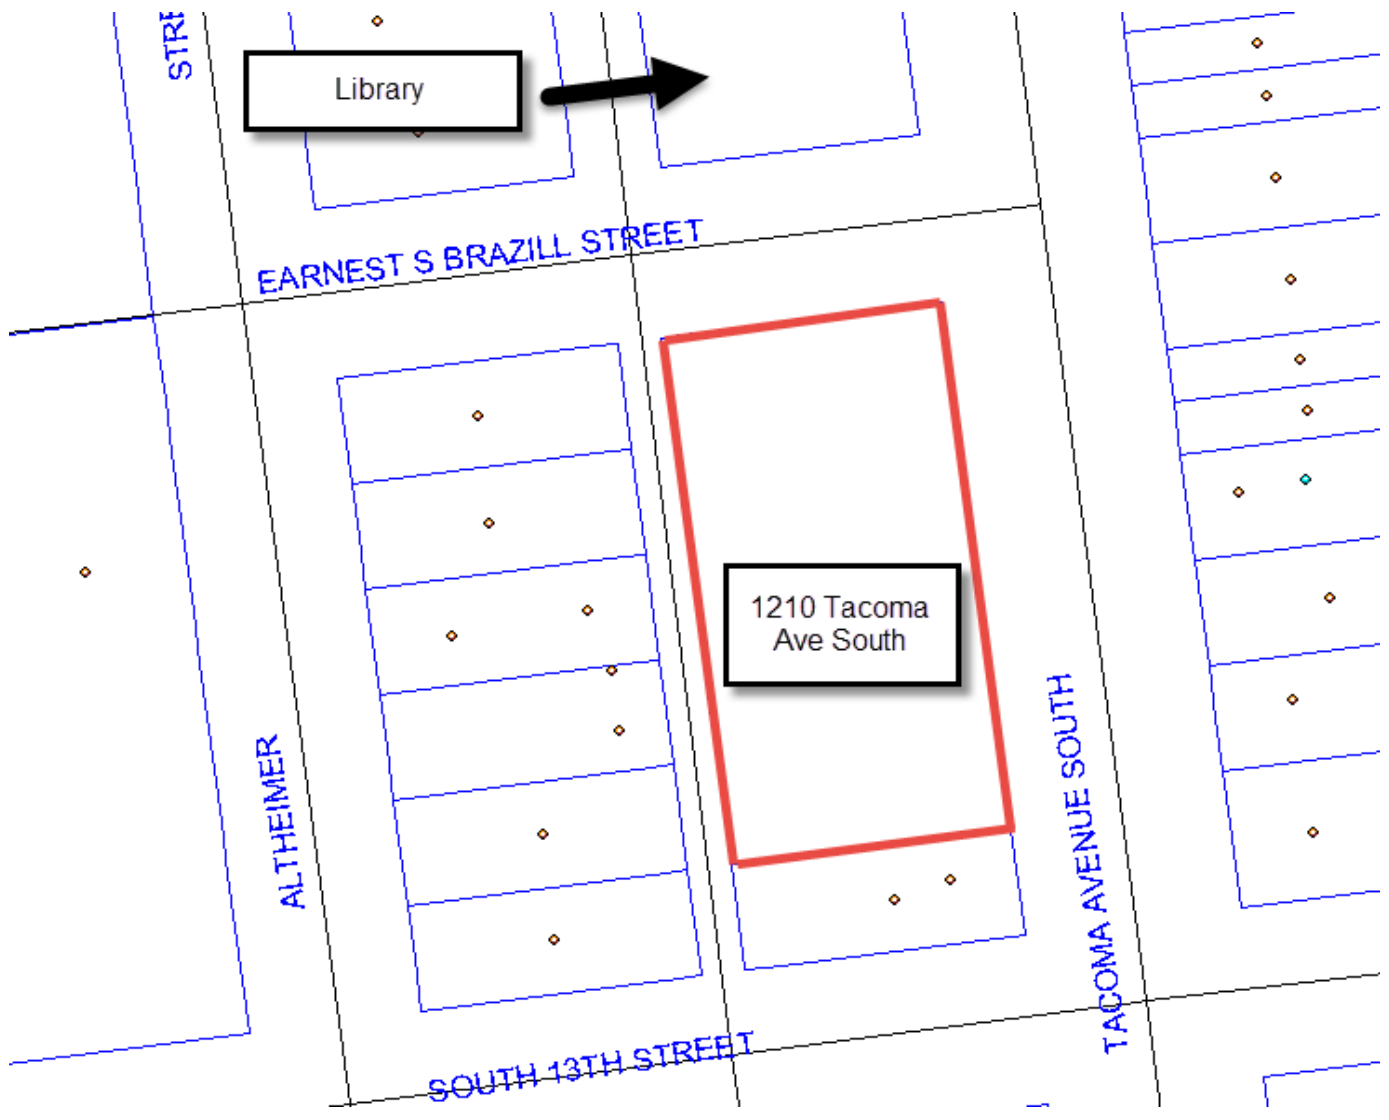 STRE
Library
EARNEST S BRAZILL STREET
1210 Tacoma
Ave South
ALTHEIMER
TACOMA AVENUE SOUTH
SOUTH 13TH STREET